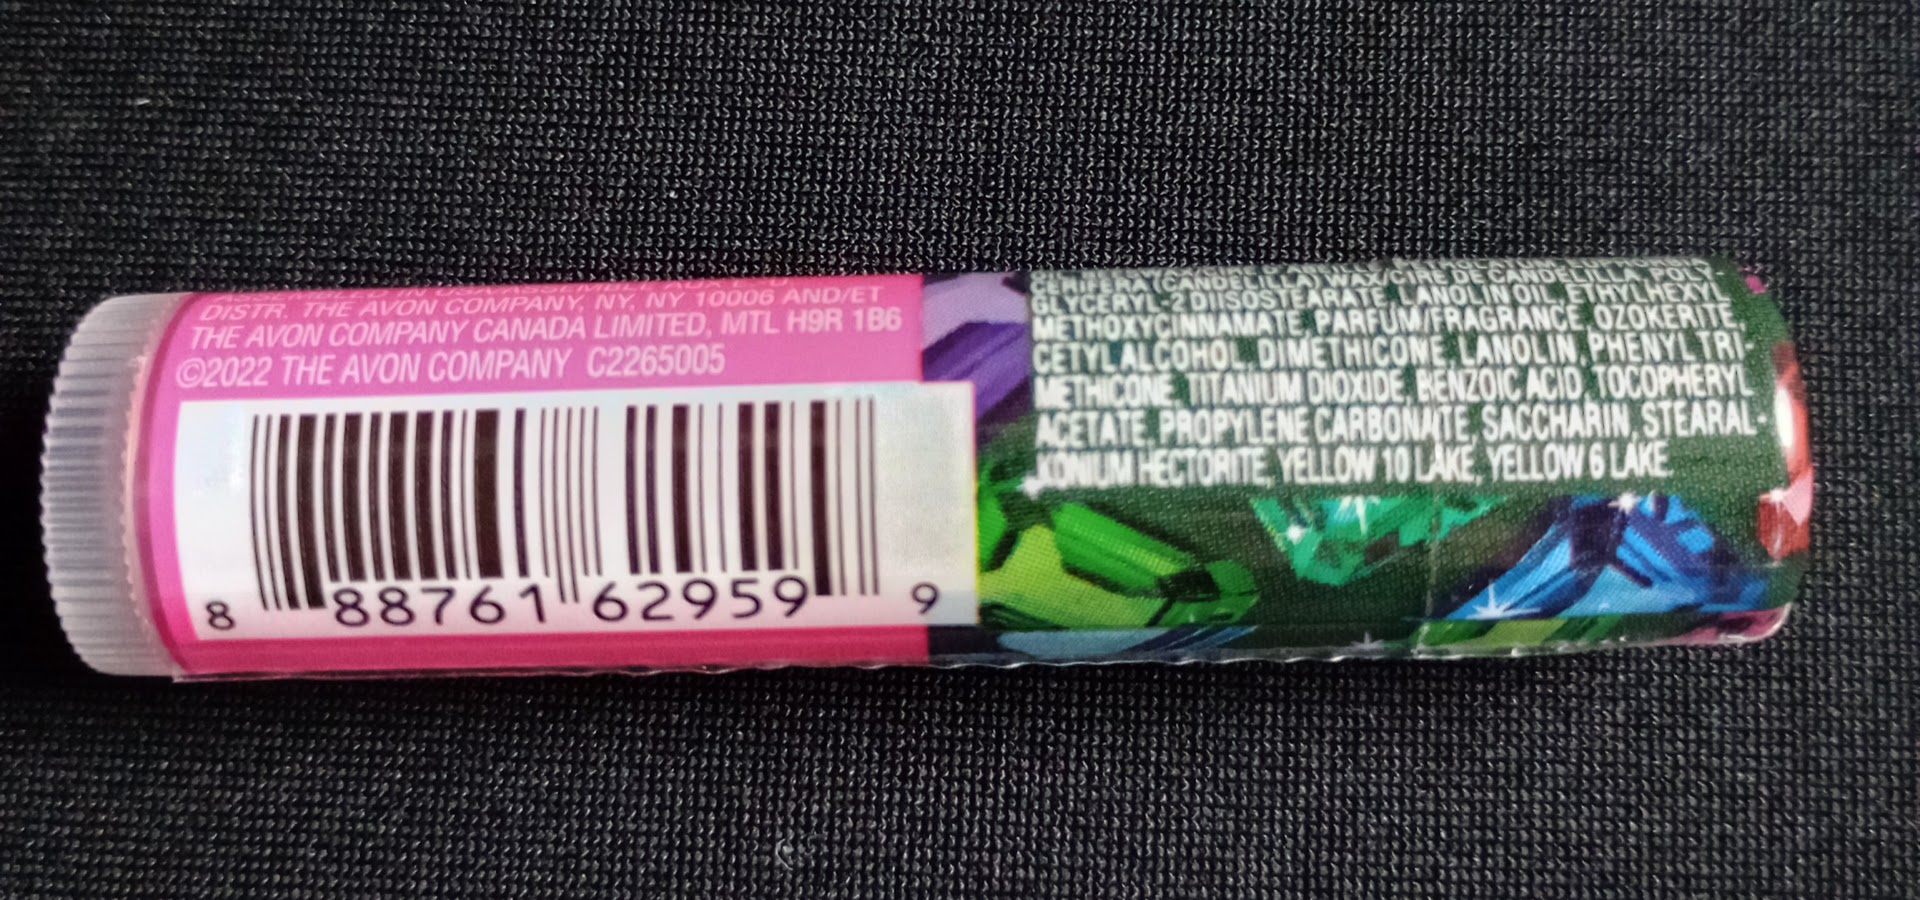 DISTR. THE AVON COMPANY, NY, NY 10006 AND/ET
THE AVON COMPANY CANADA LIMITED, MTL H9R 1B6
©2022 THE AVON COMPANY C2265005
8 88761 62959 9
CERIFERA (CANDELILLA) WAX/CIRE DE CANDELILLA, POLY-
GLYCERYL-2 DIISOSTEARATE, LANOLIN OIL, ETHYLHEXYL
METHOXYCINNAMATE, PARFUM/FRAGRANCE, OZOKERITE,
CETYL ALCOHOL, DIMETHICONE, LANOLIN, PHENYL TRI
METHICONE, TITANIUM DIOXIDE, BENZOIC ACID, TOCOPHERYL
ACETATE, PROPYLENE CARBONATE, SACCHARIN, STEARAL-
KONIUM HECTORITE, YELLOW 10 LAKE, YELLOW 6 LAKE.